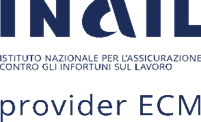 INAIL
ISTITUTO NAZIONALE PER L'ASSICURAZIONE
CONTRO GLI INFORTUNI SUL LAVORO
provider ECM